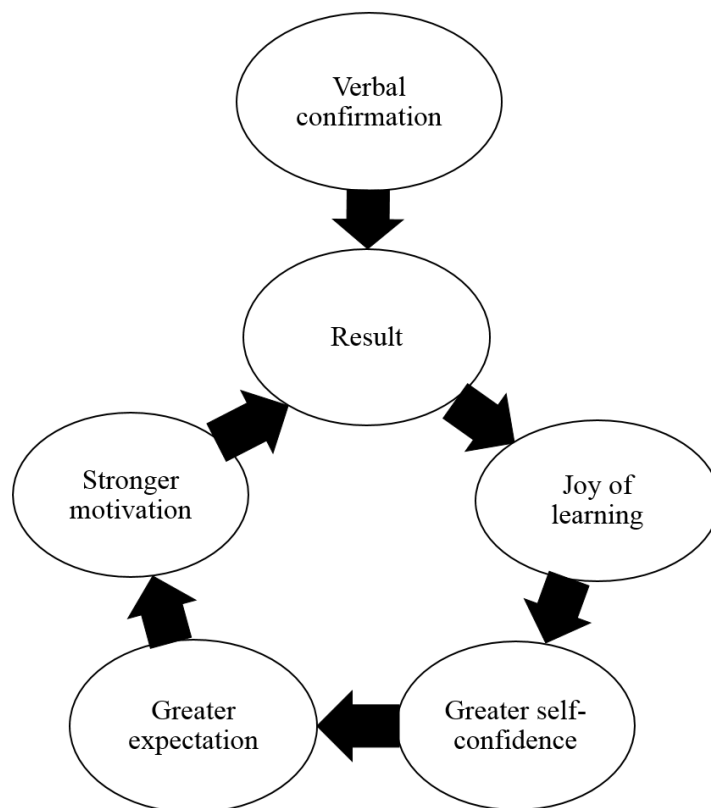 Verbal
confirmation
Result
Joy of
learning
Greater self-
confidence
Greater
expectation
Stronger
motivation